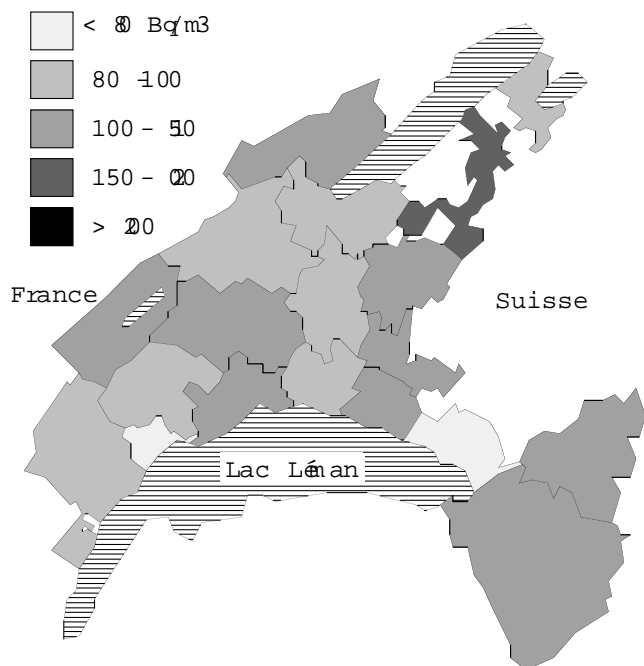 < 80 Bq/m3
80 - 100
100 - 150
150 - 200
> 200
France
Suisse
Lac Léman